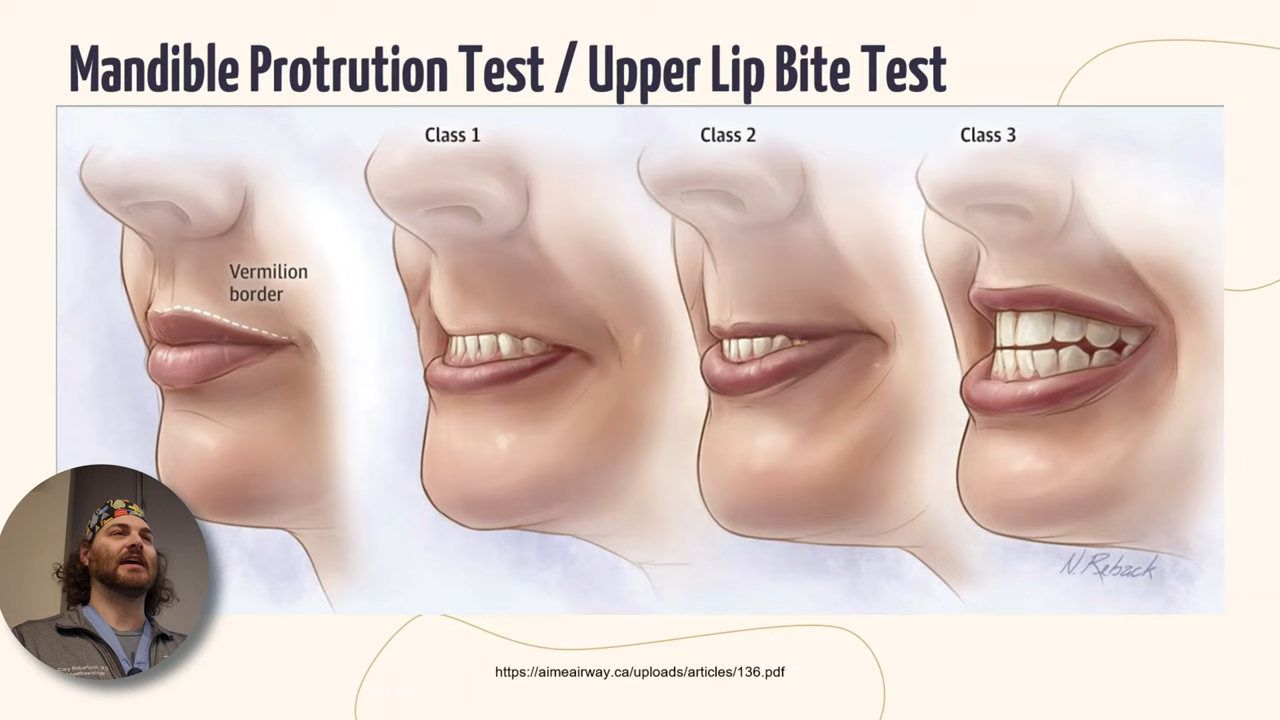 Mandible Protrution Test / Upper Lip Bite Test
Class 1
Class 2
Class 3
Vermilion
border
N. Reback
https://aimeairway.ca/uploads/articles/136.pdf